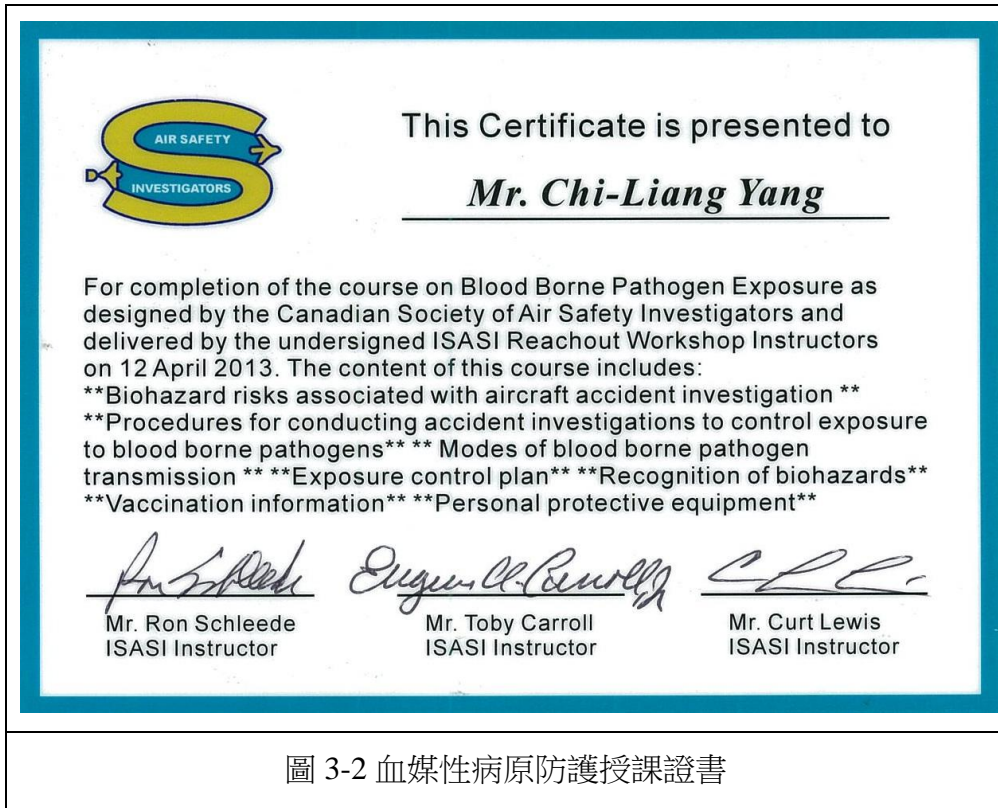 AIR SAFETY
INVESTIGATORS
This Certificate is presented to
Mr. Chi-Liang Yang
For completion of the course on Blood Borne Pathogen Exposure as
designed by the Canadian Society of Air Safety Investigators and
delivered by the undersigned ISASI Reachout Workshop Instructors
on 12 April 2013. The content of this course includes:
**Biohazard risks associated with aircraft accident investigation **
**Procedures for conducting accident investigations to control exposure
to blood borne pathogens** ** Modes of blood borne pathogen
transmission ** **Exposure control plan** **Recognition of biohazards**
**Vaccination information** **Personal protective equipment**
Mr. Ron Schleede
ISASI Instructor
Mr. Toby Carroll
ISASI Instructor
Mr. Curt Lewis
ISASI Instructor
圖 3-2 血媒性病原防護授課證書